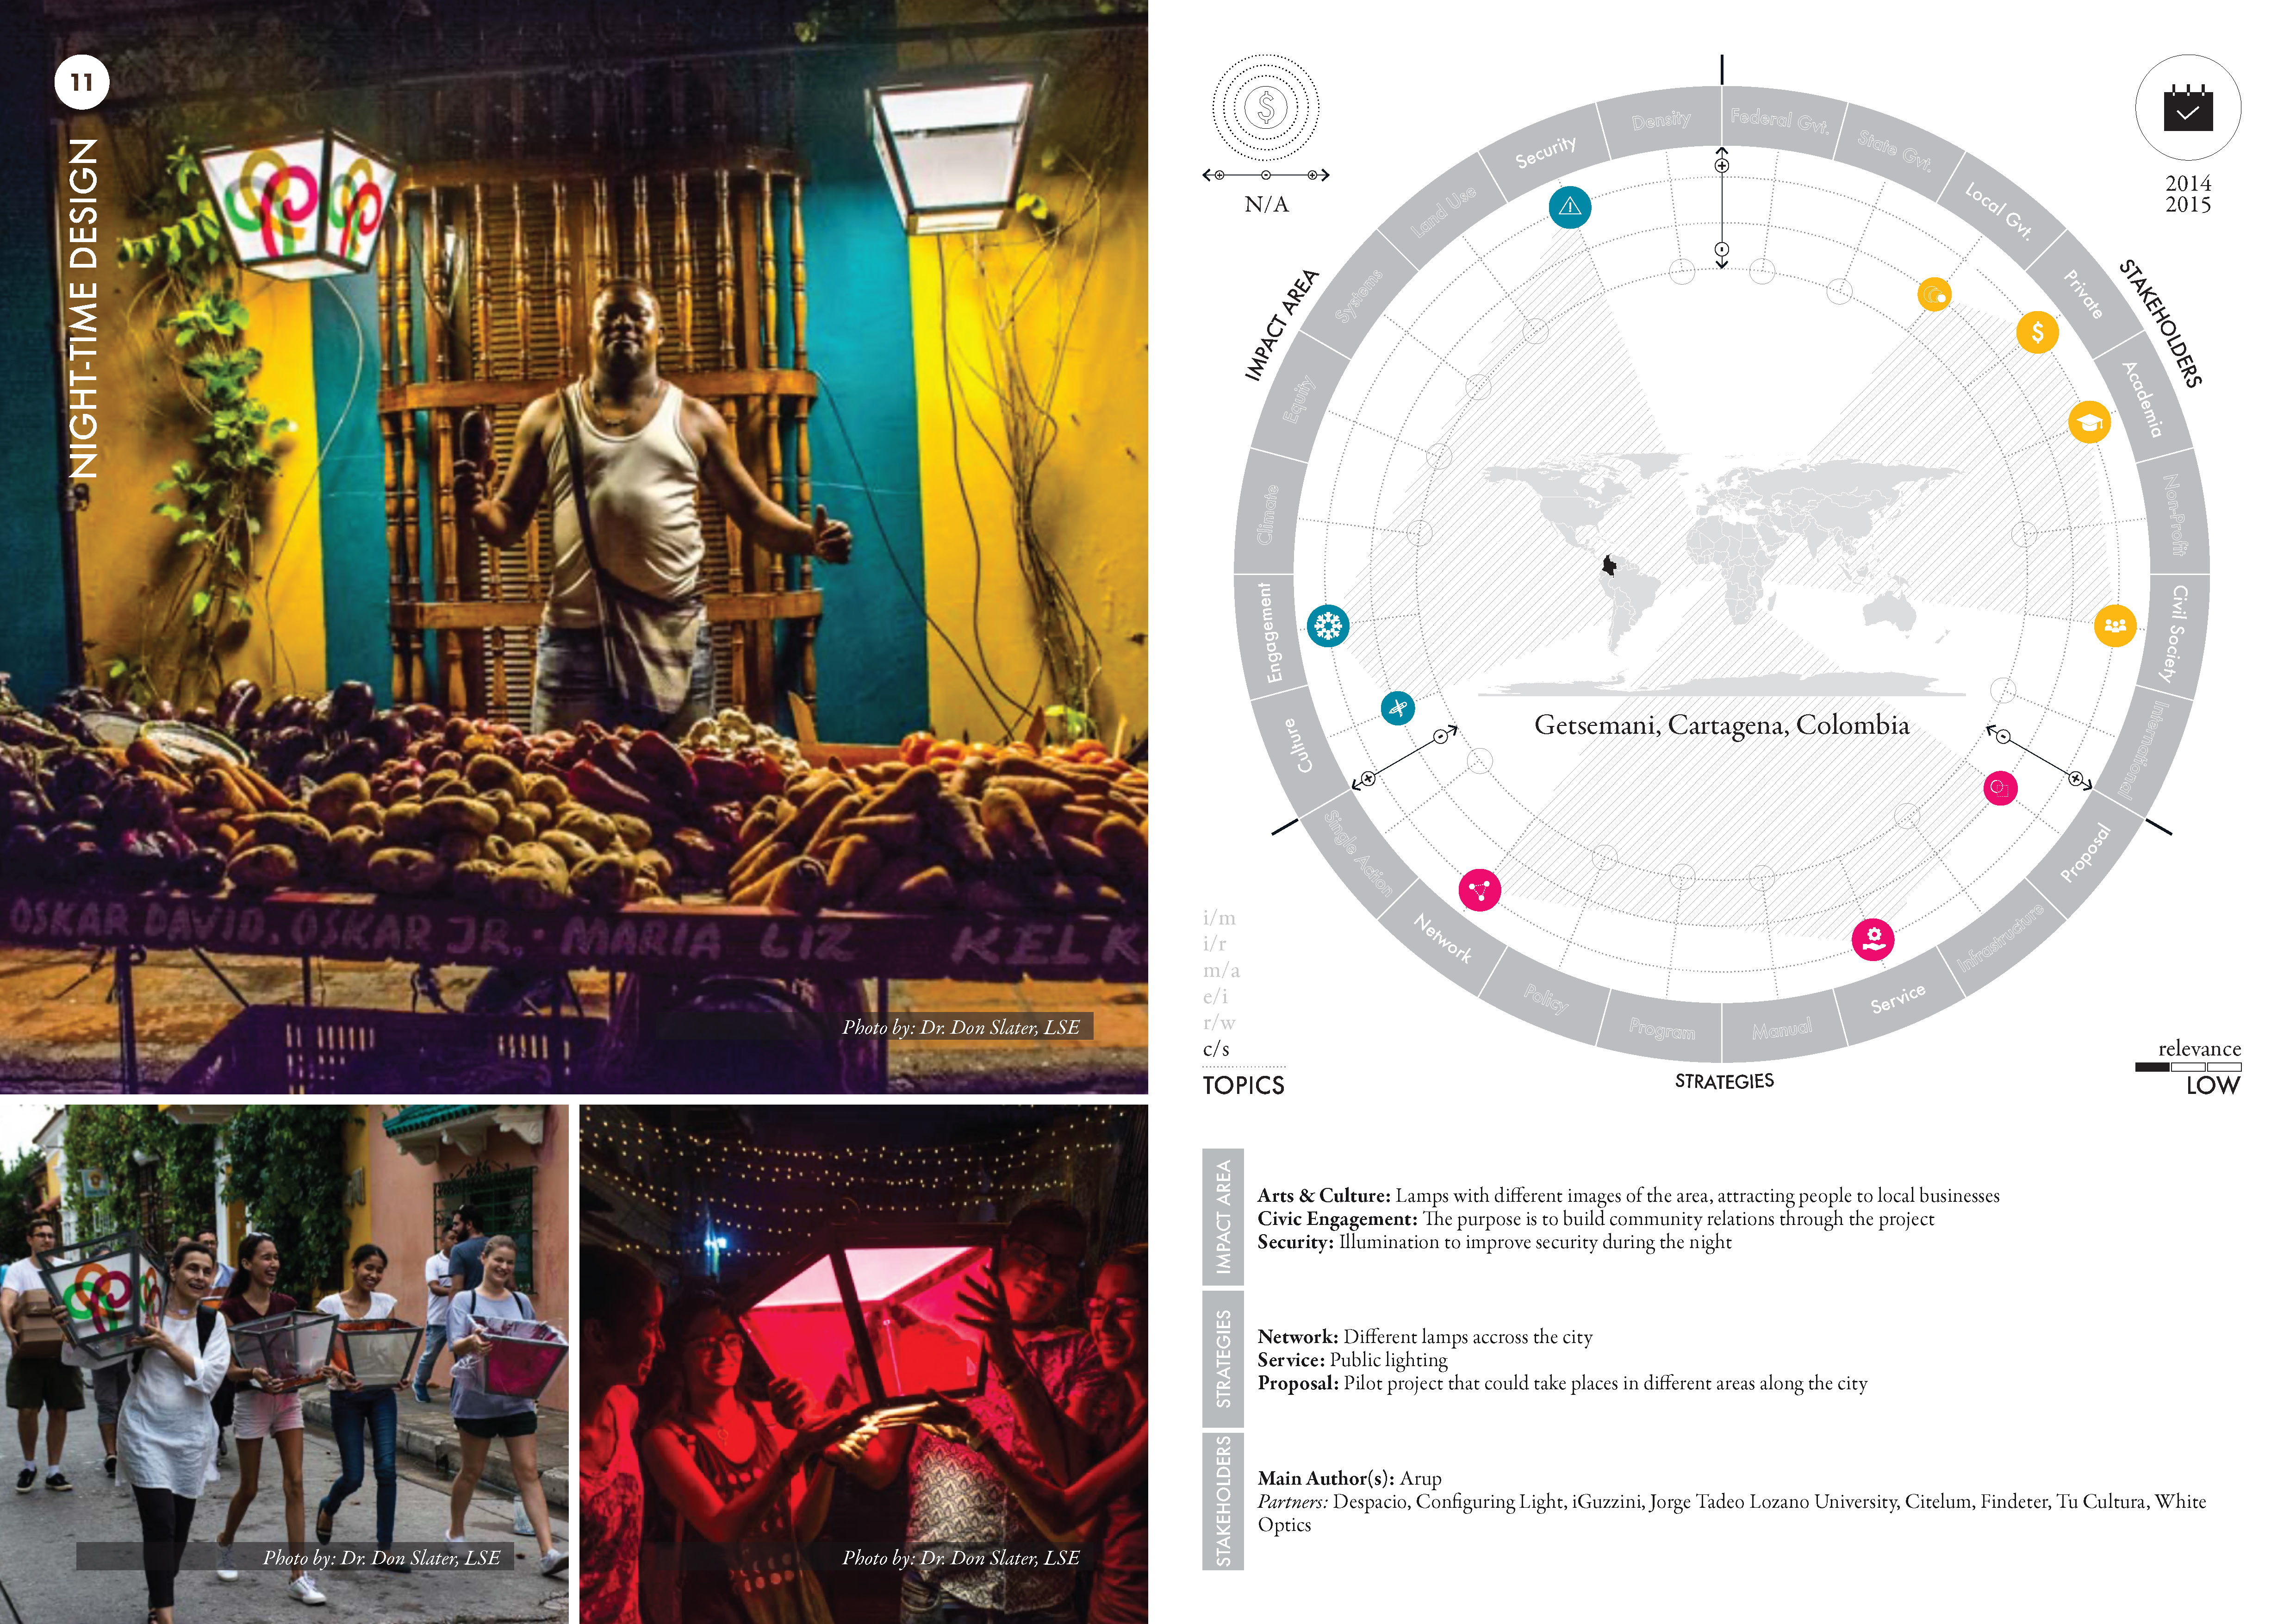 11
NIGHT-TIME DESIGN
OSKAR DAVID. OSKAR JR. - MARIA LIZ KELK
Photo by: Dr. Don Slater, LSE
Photo by: Dr. Don Slater, LSE
Photo by: Dr. Don Slater, LSE
$
N/A
2014
2015
IMPACT AREA
Culture
Engagement
Climate
Equity
Systems
Land Use
Security
Density
STAKEHOLDERS
Federal Gvt.
State Gvt.
Local Gvt.
Private
Academia
Non-Profit
Civil Society
International
$
STRATEGIES
Proposal
Infrastructure
Service
Manual
Program
Policy
Network
Single Action
Getsemani, Cartagena, Colombia
i/m
i/r
m/a
e/i
r/w
c/s
TOPICS
relevance
LOW
IMPACT AREA
Arts & Culture: Lamps with different images of the area, attracting people to local businesses
Civic Engagement: The purpose is to build community relations through the project
Security: Illumination to improve security during the night
STRATEGIES
Network: Different lamps accross the city
Service: Public lighting
Proposal: Pilot project that could take places in different areas along the city
STAKEHOLDERS
Main Author(s): Arup
Partners: Despacio, Configuring Light, iGuzzini, Jorge Tadeo Lozano University, Citelum, Findeter, Tu Cultura, White
Optics